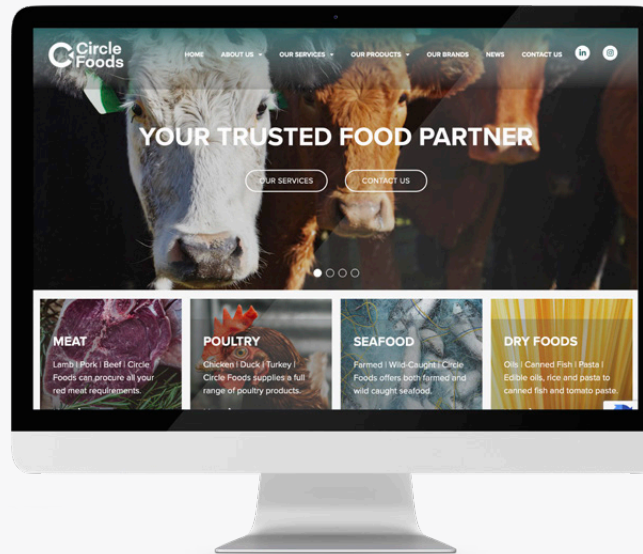 Circle
Foods
HOME ABOUT US OUR SERVICES OUR PRODUCTS OUR BRANDS NEWS CONTACT US in
YOUR TRUSTED FOOD PARTNER
OUR SERVICES CONTACT US
MEAT
Lamb | Pork | Beef | Circle
Foods can procure all your
red meat requirements.
POULTRY
Chicken | Duck | Turkey |
Circle Foods supplies a full
range of poultry products.
SEAFOOD
Farmed | Wild-Caught | Circle
Foods offers both farmed and
wild caught seafood.
DRY FOODS
Oils | Canned Fish | Pasta |
Edible oils, rice and pasta to
canned fish and tomato paste.